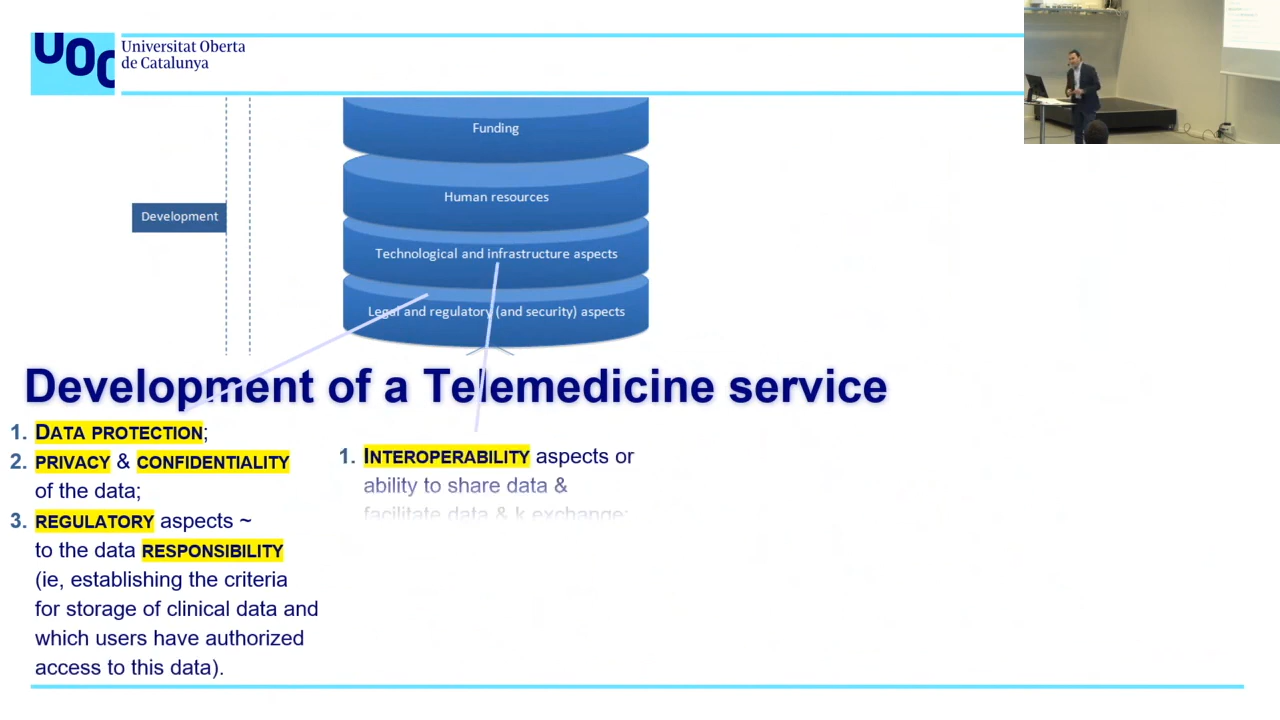 UOC
Universitat Oberta
de Catalunya
Funding
Human resources
Development
Technological and infrastructure aspects
Legal and regulatory (and security) aspects
Development of a Telemedicine service
1. DATA PROTECTION;
2. PRIVACY & CONFIDENTIALITY
of the data;
3. REGULATORY aspects ~
to the data RESPONSIBILITY
(ie, establishing the criteria
for storage of clinical data and
which users have authorized
access to this data).
1. INTEROPERABILITY aspects or
ability to share data &
facilitate data & k exchange;